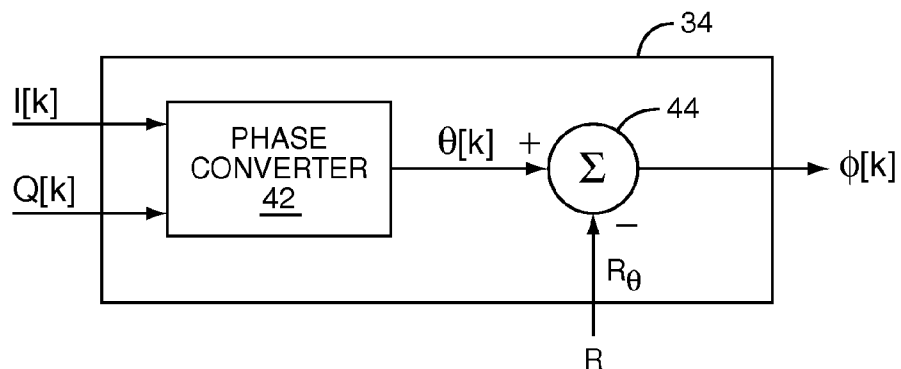 34
I[k]
Q[k]
PHASE
CONVERTER
42
θ[k]
+
44
Σ
−
ϕ[k]
Rθ
R